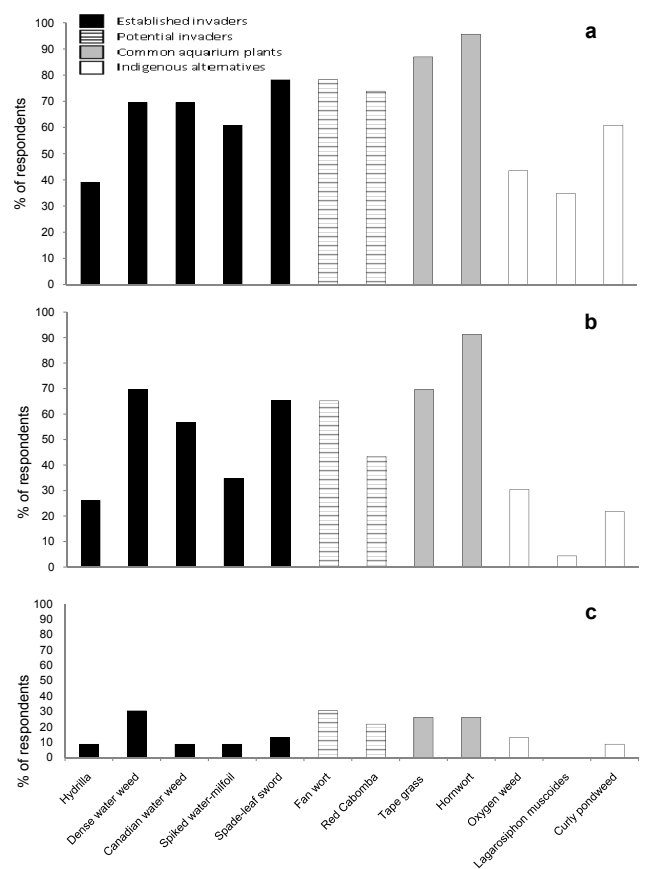 Established invaders
Potential invaders
Common aquarium plants
Indigenous alternatives
a
% of respondents
100
90
80
70
60
50
40
30
20
10
0
b
% of respondents
100
90
80
70
60
50
40
30
20
10
0
c
% of respondents
100
90
80
70
60
50
40
30
20
10
0
Hydrilla
Dense water weed
Canadian water weed
Spiked water-milfoil
Spade-leaf sword
Fan wort
Red Cabomba
Tape grass
Hornwort
Oxygen weed
Lagarosiphon muscoides
Curly pondweed